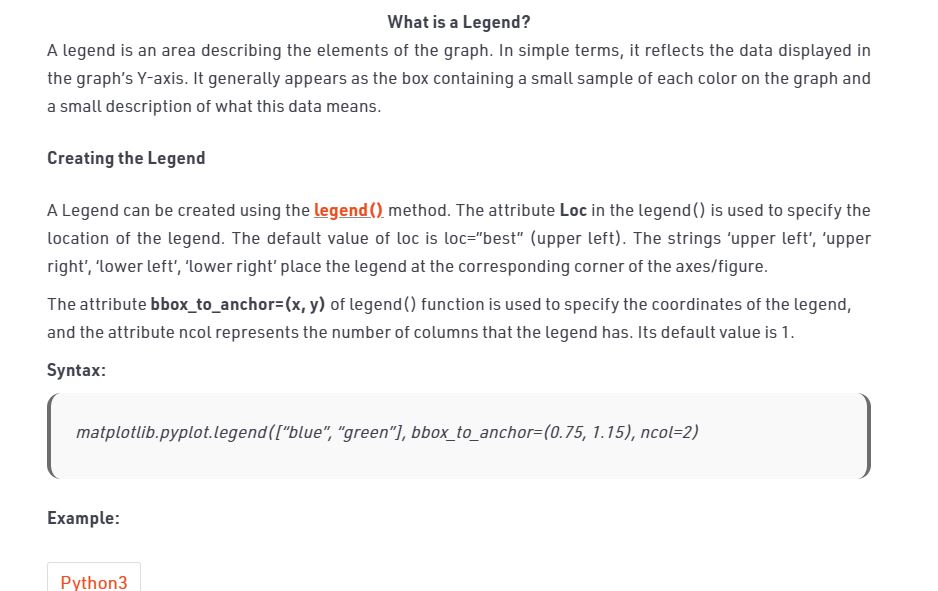 What is a Legend?
A legend is an area describing the elements of the graph. In simple terms, it reflects the data displayed in
the graph's Y-axis. It generally appears as the box containing a small sample of each color on the graph and
a small description of what this data means.
Creating the Legend
A Legend can be created using the legend() method. The attribute Loc in the legend() is used to specify the
location of the legend. The default value of loc is loc=”best” (upper left). The strings ‘upper left’, ‘upper
right’, ‘lower left’, ‘lower right’ place the legend at the corresponding corner of the axes/figure.
The attribute bbox_to_anchor=(x, y) of legend() function is used to specify the coordinates of the legend,
and the attribute ncol represents the number of columns that the legend has. Its default value is 1.
Syntax:
matplotlib.pyplot.legend([“blue”, “green”], bbox_to_anchor=(0.75, 1.15), ncol=2)
Example:
Python3